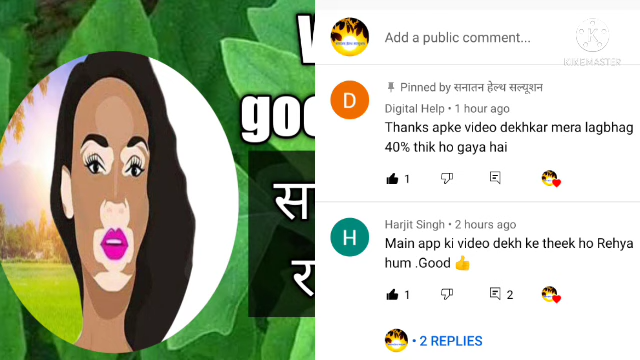 goo
स
र
Add a public comment...
KINEMASTER
Pinned by सनातन हेल्थ सल्यूशन
Digital Help • 1 hour ago
Thanks apke video dekhkar mera lagbhag
40% thik ho gaya hai
1
Harjit Singh • 2 hours ago
Main app ki video dekh ke theek ho Rehya
hum .Good 👍
1 2
• 2 REPLIES
D
H